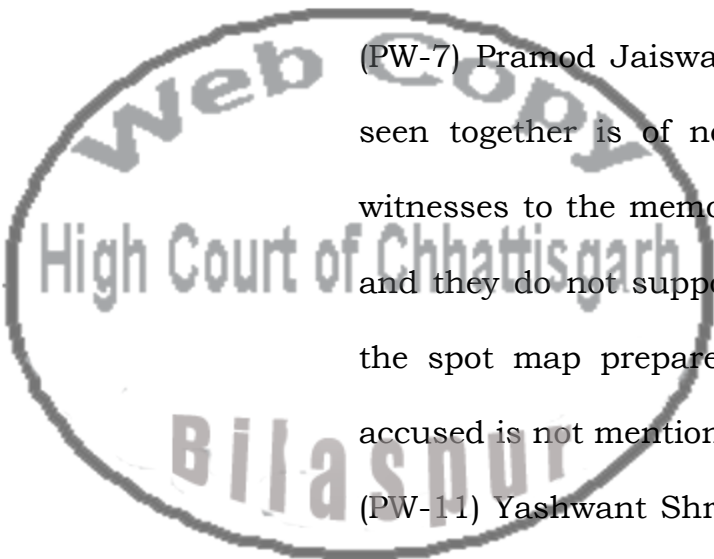 Web Copy
(PW-7) Pramod Jaiswa
seen together is of n
witnesses to the mem
High Court of Chhattisgarh
and they do not supp
the spot map prepare
accused is not mention
Bilaspur
(PW-11) Yashwant Shr